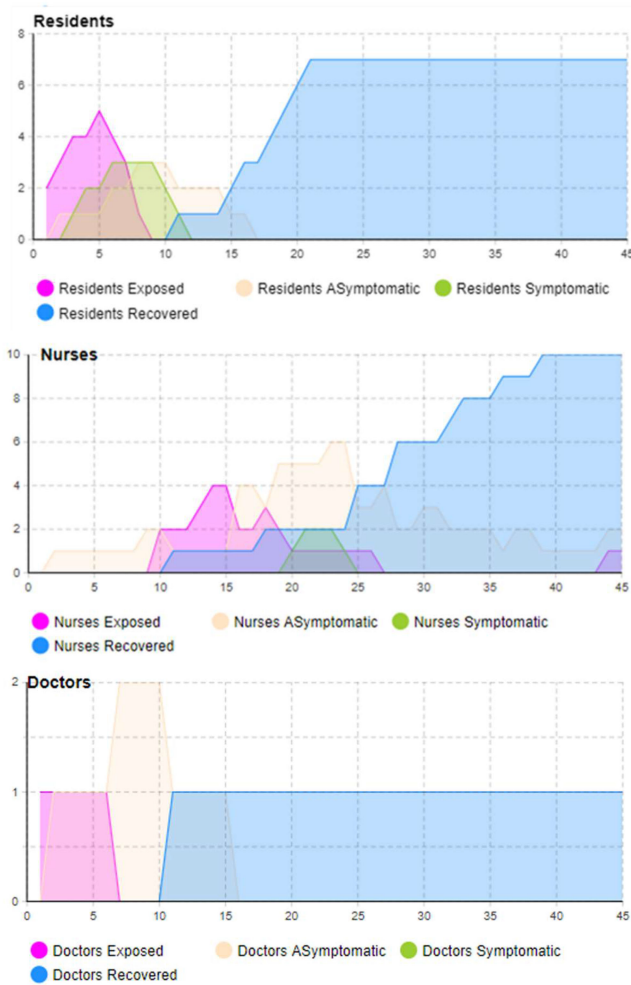 Residents
8
6
4
2
0
0 5 10 15 20 25 30 35 40 45
Residents Exposed Residents ASymptomatic Residents Symptomatic
Residents Recovered
Nurses
10
8
6
4
2
0
0 5 10 15 20 25 30 35 40 45
Nurses Exposed Nurses ASymptomatic Nurses Symptomatic
Nurses Recovered
Doctors
2
1
0
0 5 10 15 20 25 30 35 40 45
Doctors Exposed Doctors ASymptomatic Doctors Symptomatic
Doctors Recovered